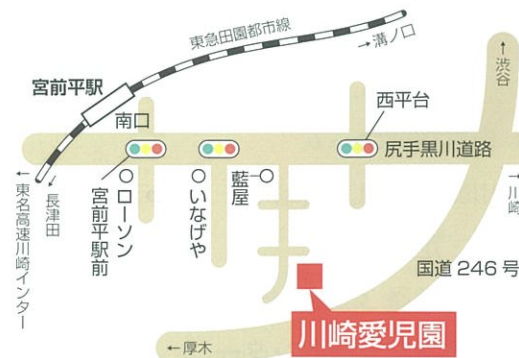 東急田園都市線
→溝ノ口
↑渋谷
宮前平駅
南口
西平台
尻手黒川道路
→川崎
←東名高速川崎インター
↙長津田
宮前平駅前
ローソン
いなげや
藍屋
国道246号
川崎愛児園
←厚木